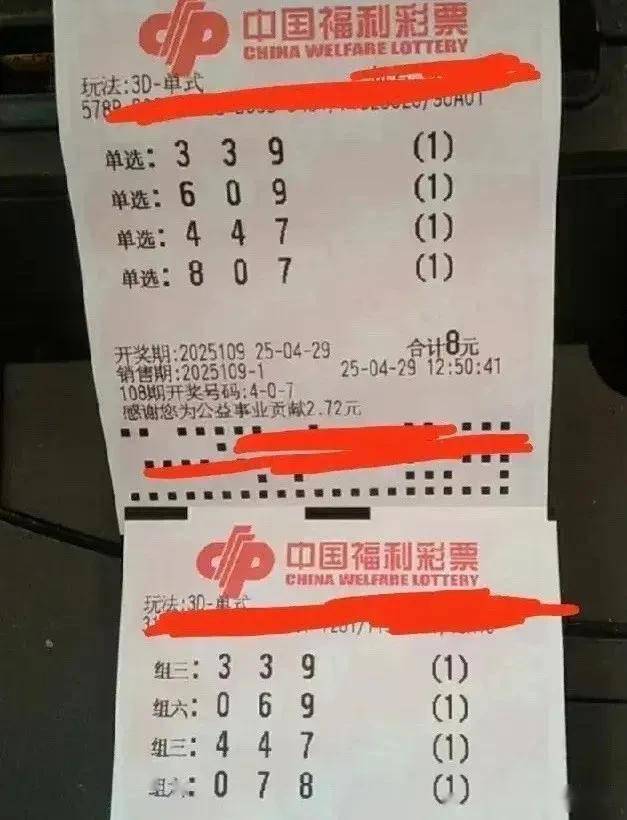 中国福利彩票
CHINA WELFARE LOTTERY
玩法:3D-单式
单选: 3 3 9 (1)
单选: 6 0 9 (1)
单选: 4 4 7 (1)
单选: 8 0 7 (1)
开奖期:2025109 25-04-29 合计8元
销售期:2025109-1 25-04-29 12:50:41
108期开奖号码:4-0-7
感谢您为公益事业贡献2.72元
中国福利彩票
CHINA WELFARE LOTTERY
玩法:3D-单式
组三: 3 3 9 (1)
组六: 0 6 9 (1)
组三: 4 4 7 (1)
组六: 0 7 8 (1)